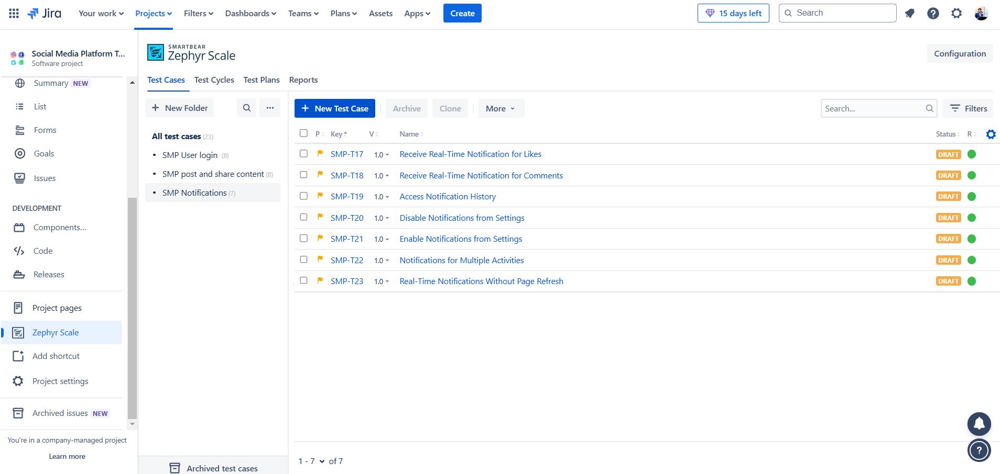 Jira
Your work
Projects
Filters
Dashboards
Teams
Plans
Assets
Apps
Create
15 days left
Search
Social Media Platform T...
Software project
Summary NEW
List
Forms
Goals
Issues
DEVELOPMENT
Components...
Code
Releases
Project pages
Zephyr Scale
Add shortcut
Project settings
Archived issues NEW
You're in a company-managed project
Learn more
SMARTBEAR
Zephyr Scale
Configuration
Test Cases
Test Cycles
Test Plans
Reports
+ New Folder
...
All test cases (23)
• SMP User login (8)
• SMP post and share content (8)
• SMP Notifications (7)
Archived test cases
+ New Test Case
Archive
Clone
More
Search...
Filters
P Key V Name Status R
SMP-T17 1.0 Receive Real-Time Notification for Likes DRAFT
SMP-T18 1.0 Receive Real-Time Notification for Comments DRAFT
SMP-T19 1.0 Access Notification History DRAFT
SMP-T20 1.0 Disable Notifications from Settings DRAFT
SMP-T21 1.0 Enable Notifications from Settings DRAFT
SMP-T22 1.0 Notifications for Multiple Activities DRAFT
SMP-T23 1.0 Real-Time Notifications Without Page Refresh DRAFT
1 - 7 of 7